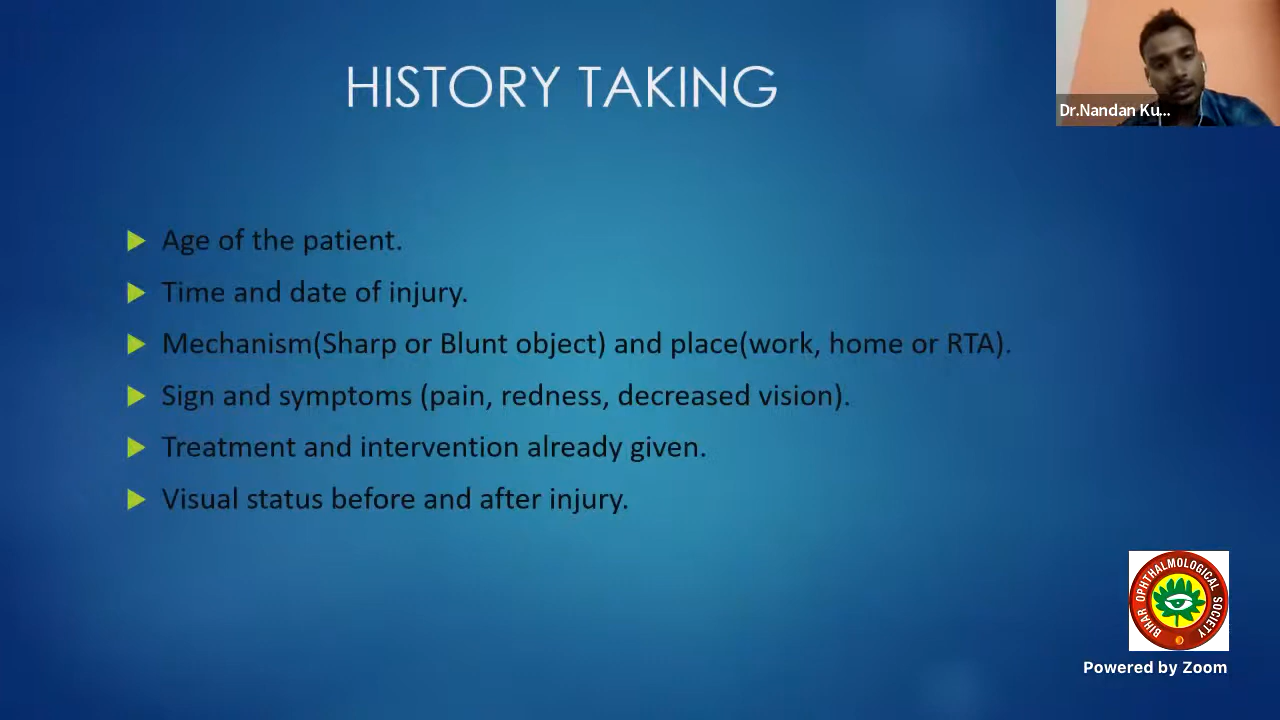 HISTORY TAKING
Dr.Nandan Ku...
Age of the patient.
Time and date of injury.
Mechanism(Sharp or Blunt object) and place(work, home or RTA).
Sign and symptoms (pain, redness, decreased vision).
Treatment and intervention already given.
Visual status before and after injury.
BIHAR OPHTHALMOLOGICAL SOCIETY
Powered by Zoom